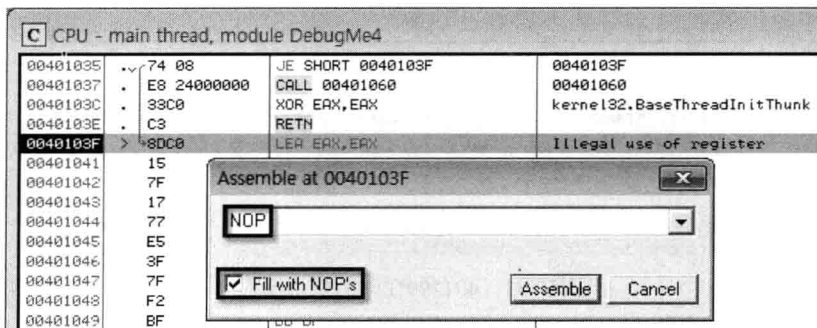 C CPU - main thread, module DebugMe4
00401035 . 74 08 JE SHORT 0040103F 0040103F
00401037 . E8 24000000 CALL 00401060 00401060
0040103C . 33C0 XOR EAX,EAX kernel32.BaseThreadInitThunk
0040103E . C3 RETN
0040103F > 8DC0 LEA EAX,EAX Illegal use of register
00401041 15
00401042 7F
00401043 17
00401044 77
00401045 E5
00401046 3F
00401047 7F
00401048 F2
00401049 BF
Assemble at 0040103F
NOP
Fill with NOP's Assemble Cancel